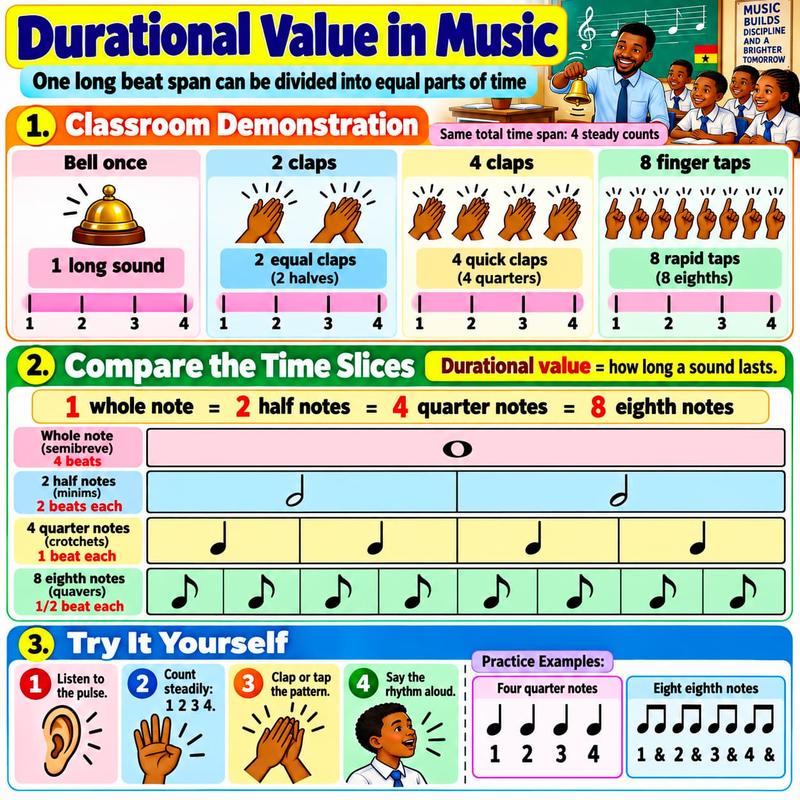 Durational Value in Music
One long beat span can be divided into equal parts of time
MUSIC
BUILDS
DISCIPLINE
AND A
BRIGHTER
TOMORROW
1. Classroom Demonstration
Same total time span: 4 steady counts
Bell once
1 long sound
1 2 3 4
2 claps
2 equal claps
(2 halves)
1 2 3 4
4 claps
4 quick claps
(4 quarters)
1 2 3 4
8 finger taps
8 rapid taps
(8 eighths)
1 2 3 4
2. Compare the Time Slices
Durational value = how long a sound lasts.
1 whole note = 2 half notes = 4 quarter notes = 8 eighth notes
Whole note
(semibreve)
4 beats
2 half notes
(minims)
2 beats each
4 quarter notes
(crotchets)
1 beat each
8 eighth notes
(quavers)
1/2 beat each
3. Try It Yourself
1 Listen to
the pulse.
2 Count
steadily:
1 2 3 4.
3 Clap or tap
the pattern.
4 Say the
rhythm aloud.
Practice Examples:
Four quarter notes
1 2 3 4
Eight eighth notes
1 & 2 & 3 & 4 &